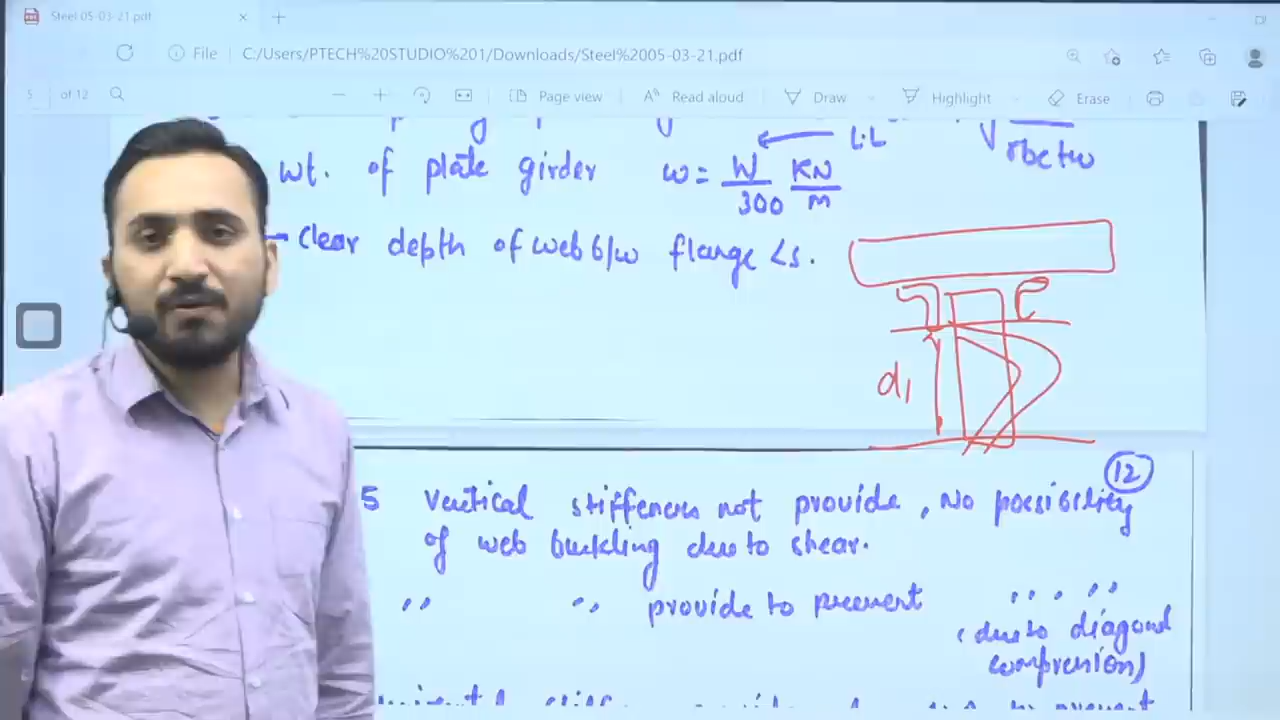 Steel 05-03-21.pdf
File C:/Users/PTECH%20STUDIO%201/Downloads/Steel%2005-03-21.pdf
5 of 12 Page view Read aloud Draw Highlight Erase
L.L
wt. of plate girder w = W/300 KN/m
clear depth of web b/w flange Ls.
d1
12
5 vertical stiffeners not provide, No possibility
of web buckling due to shear.
,, ,, provide to prevent ,, ,, ,,
(due to diagonal
compression)